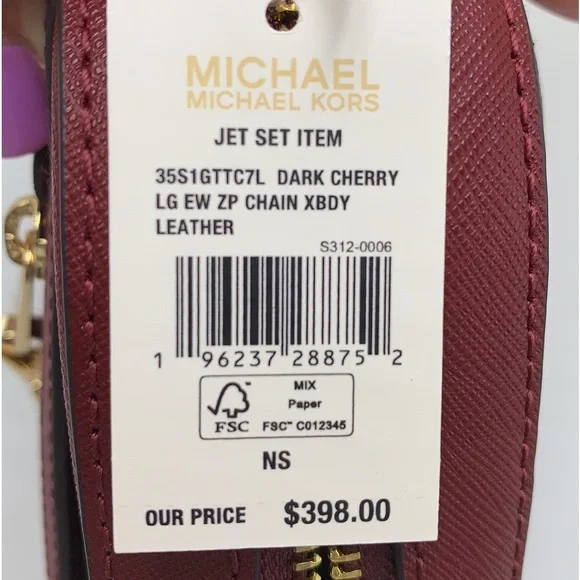 MICHAEL
MICHAEL KORS
JET SET ITEM
35S1GTTC7L DARK CHERRY
LG EW ZP CHAIN XBDY
LEATHER
S312-0006
1 96237 28875 2
FSC
MIX
Paper
FSC™ C012345
NS
OUR PRICE $398.00